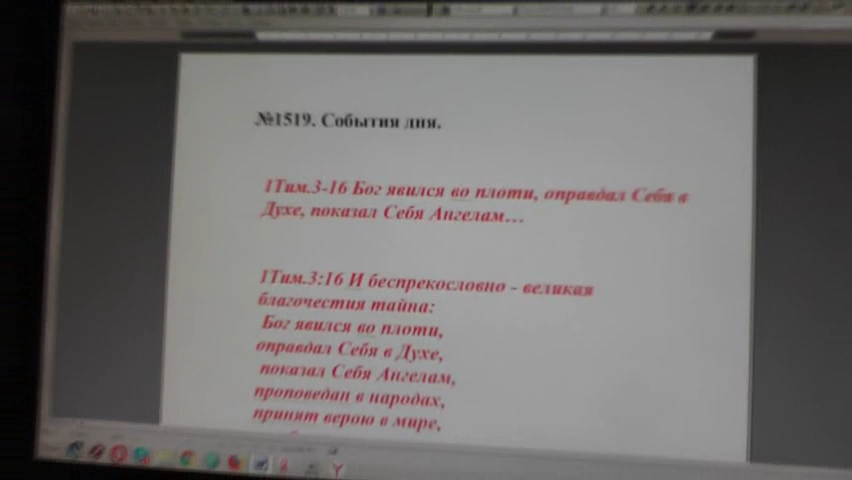 №1519. События дня.
1Тим.3-16 Бог явился во плоти, оправдал Себя в
Духе, показал Себя Ангелам...
1Тим.3:16 И беспрекословно - великая
благочестия тайна:
Бог явился во плоти,
оправдал Себя в Духе,
показал Себя Ангелам,
проповедан в народах,
принят верою в мире,